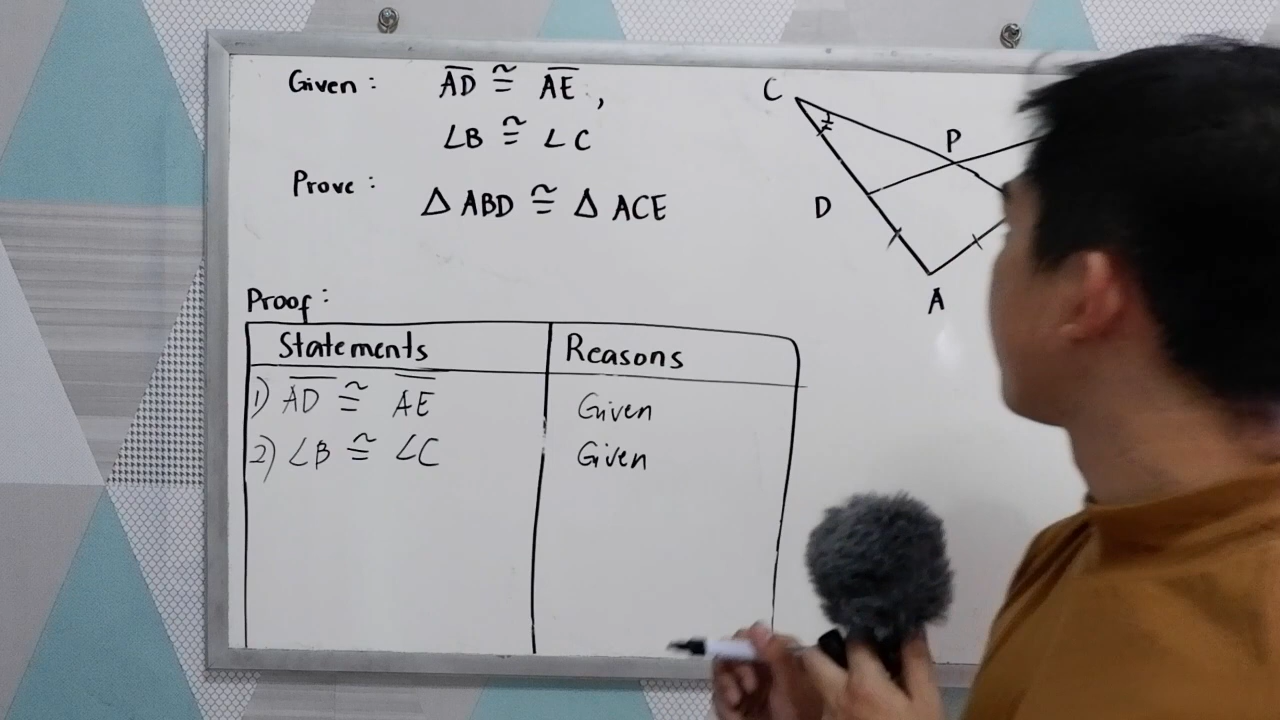 Given : AD ≅ AE ,
∠B ≅ ∠C
Prove :
△ ABD ≅ △ ACE
C
P
D
A
Proof :
Statements Reasons
1) AD ≅ AE Given
2) ∠B ≅ ∠C Given